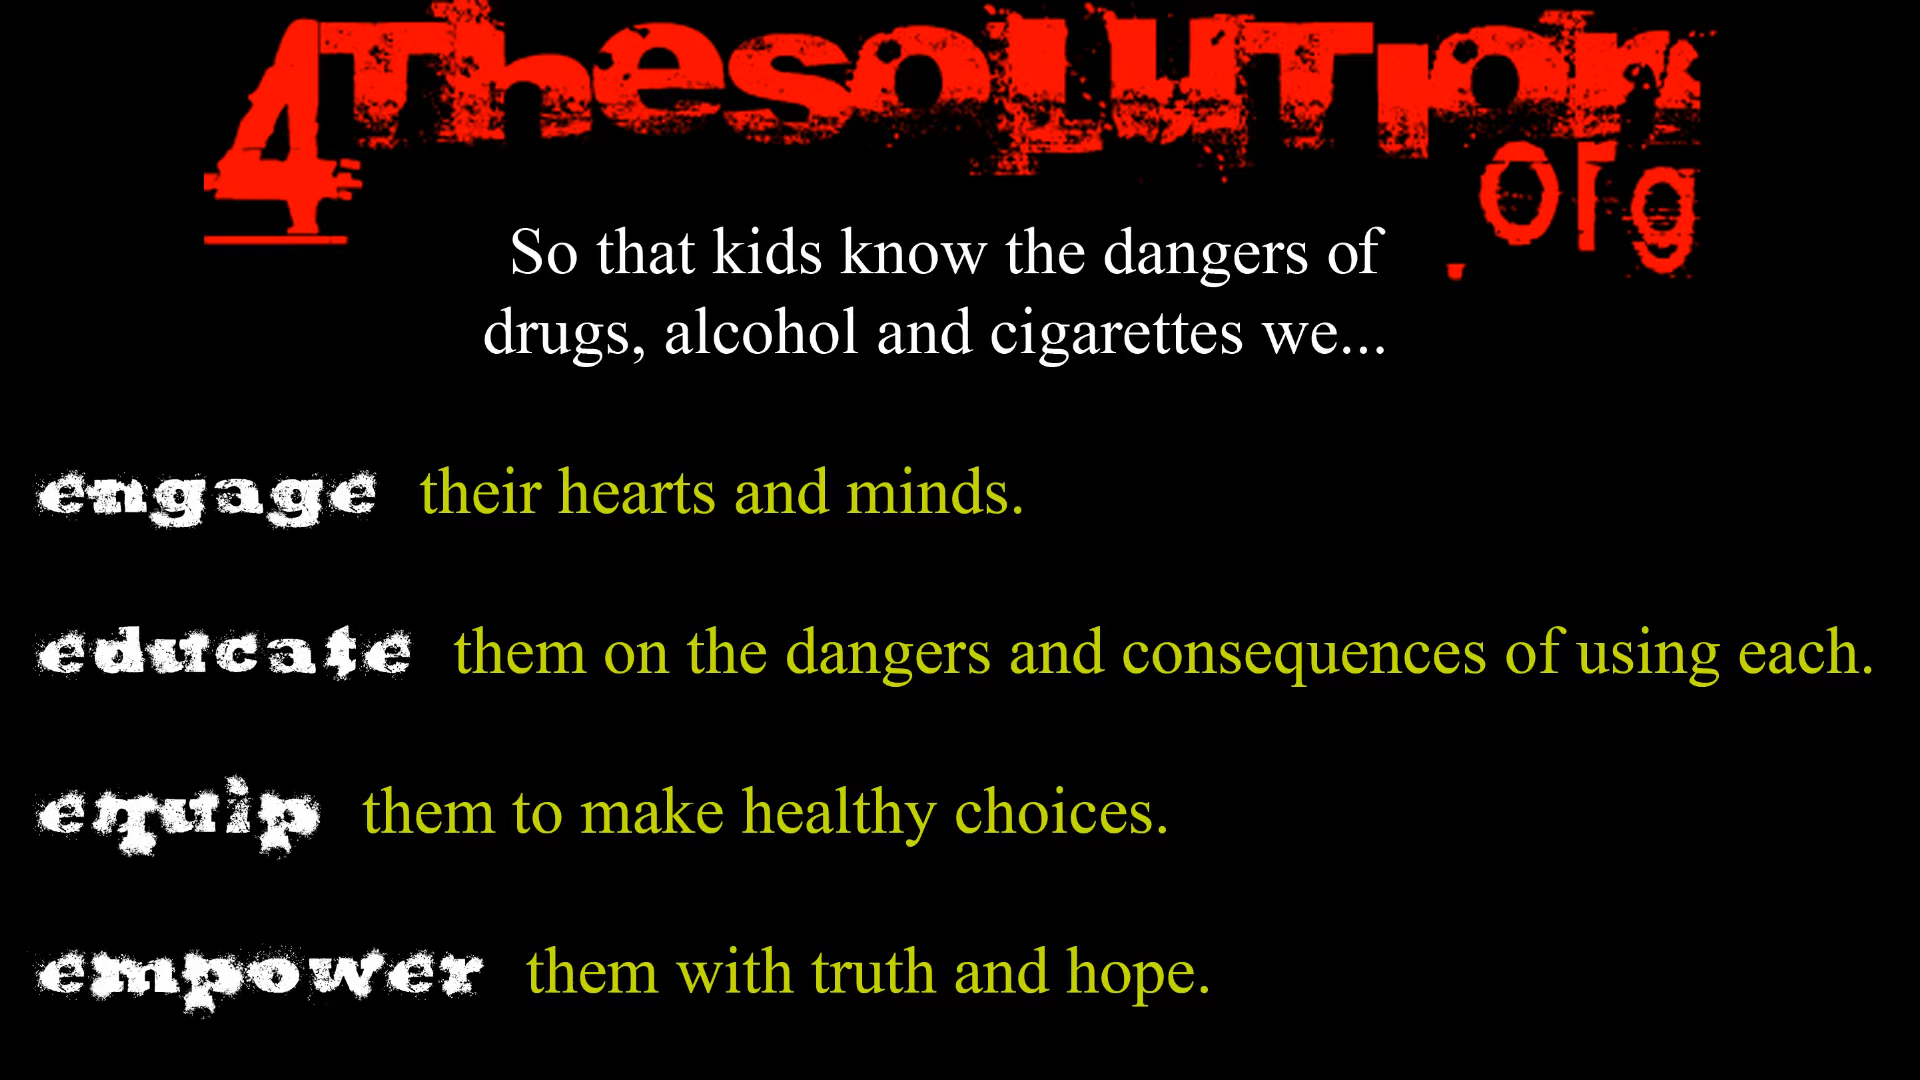 4Thesolution
.org
So that kids know the dangers of
drugs, alcohol and cigarettes we...
engage their hearts and minds.
educate them on the dangers and consequences of using each.
equip them to make healthy choices.
empower them with truth and hope.